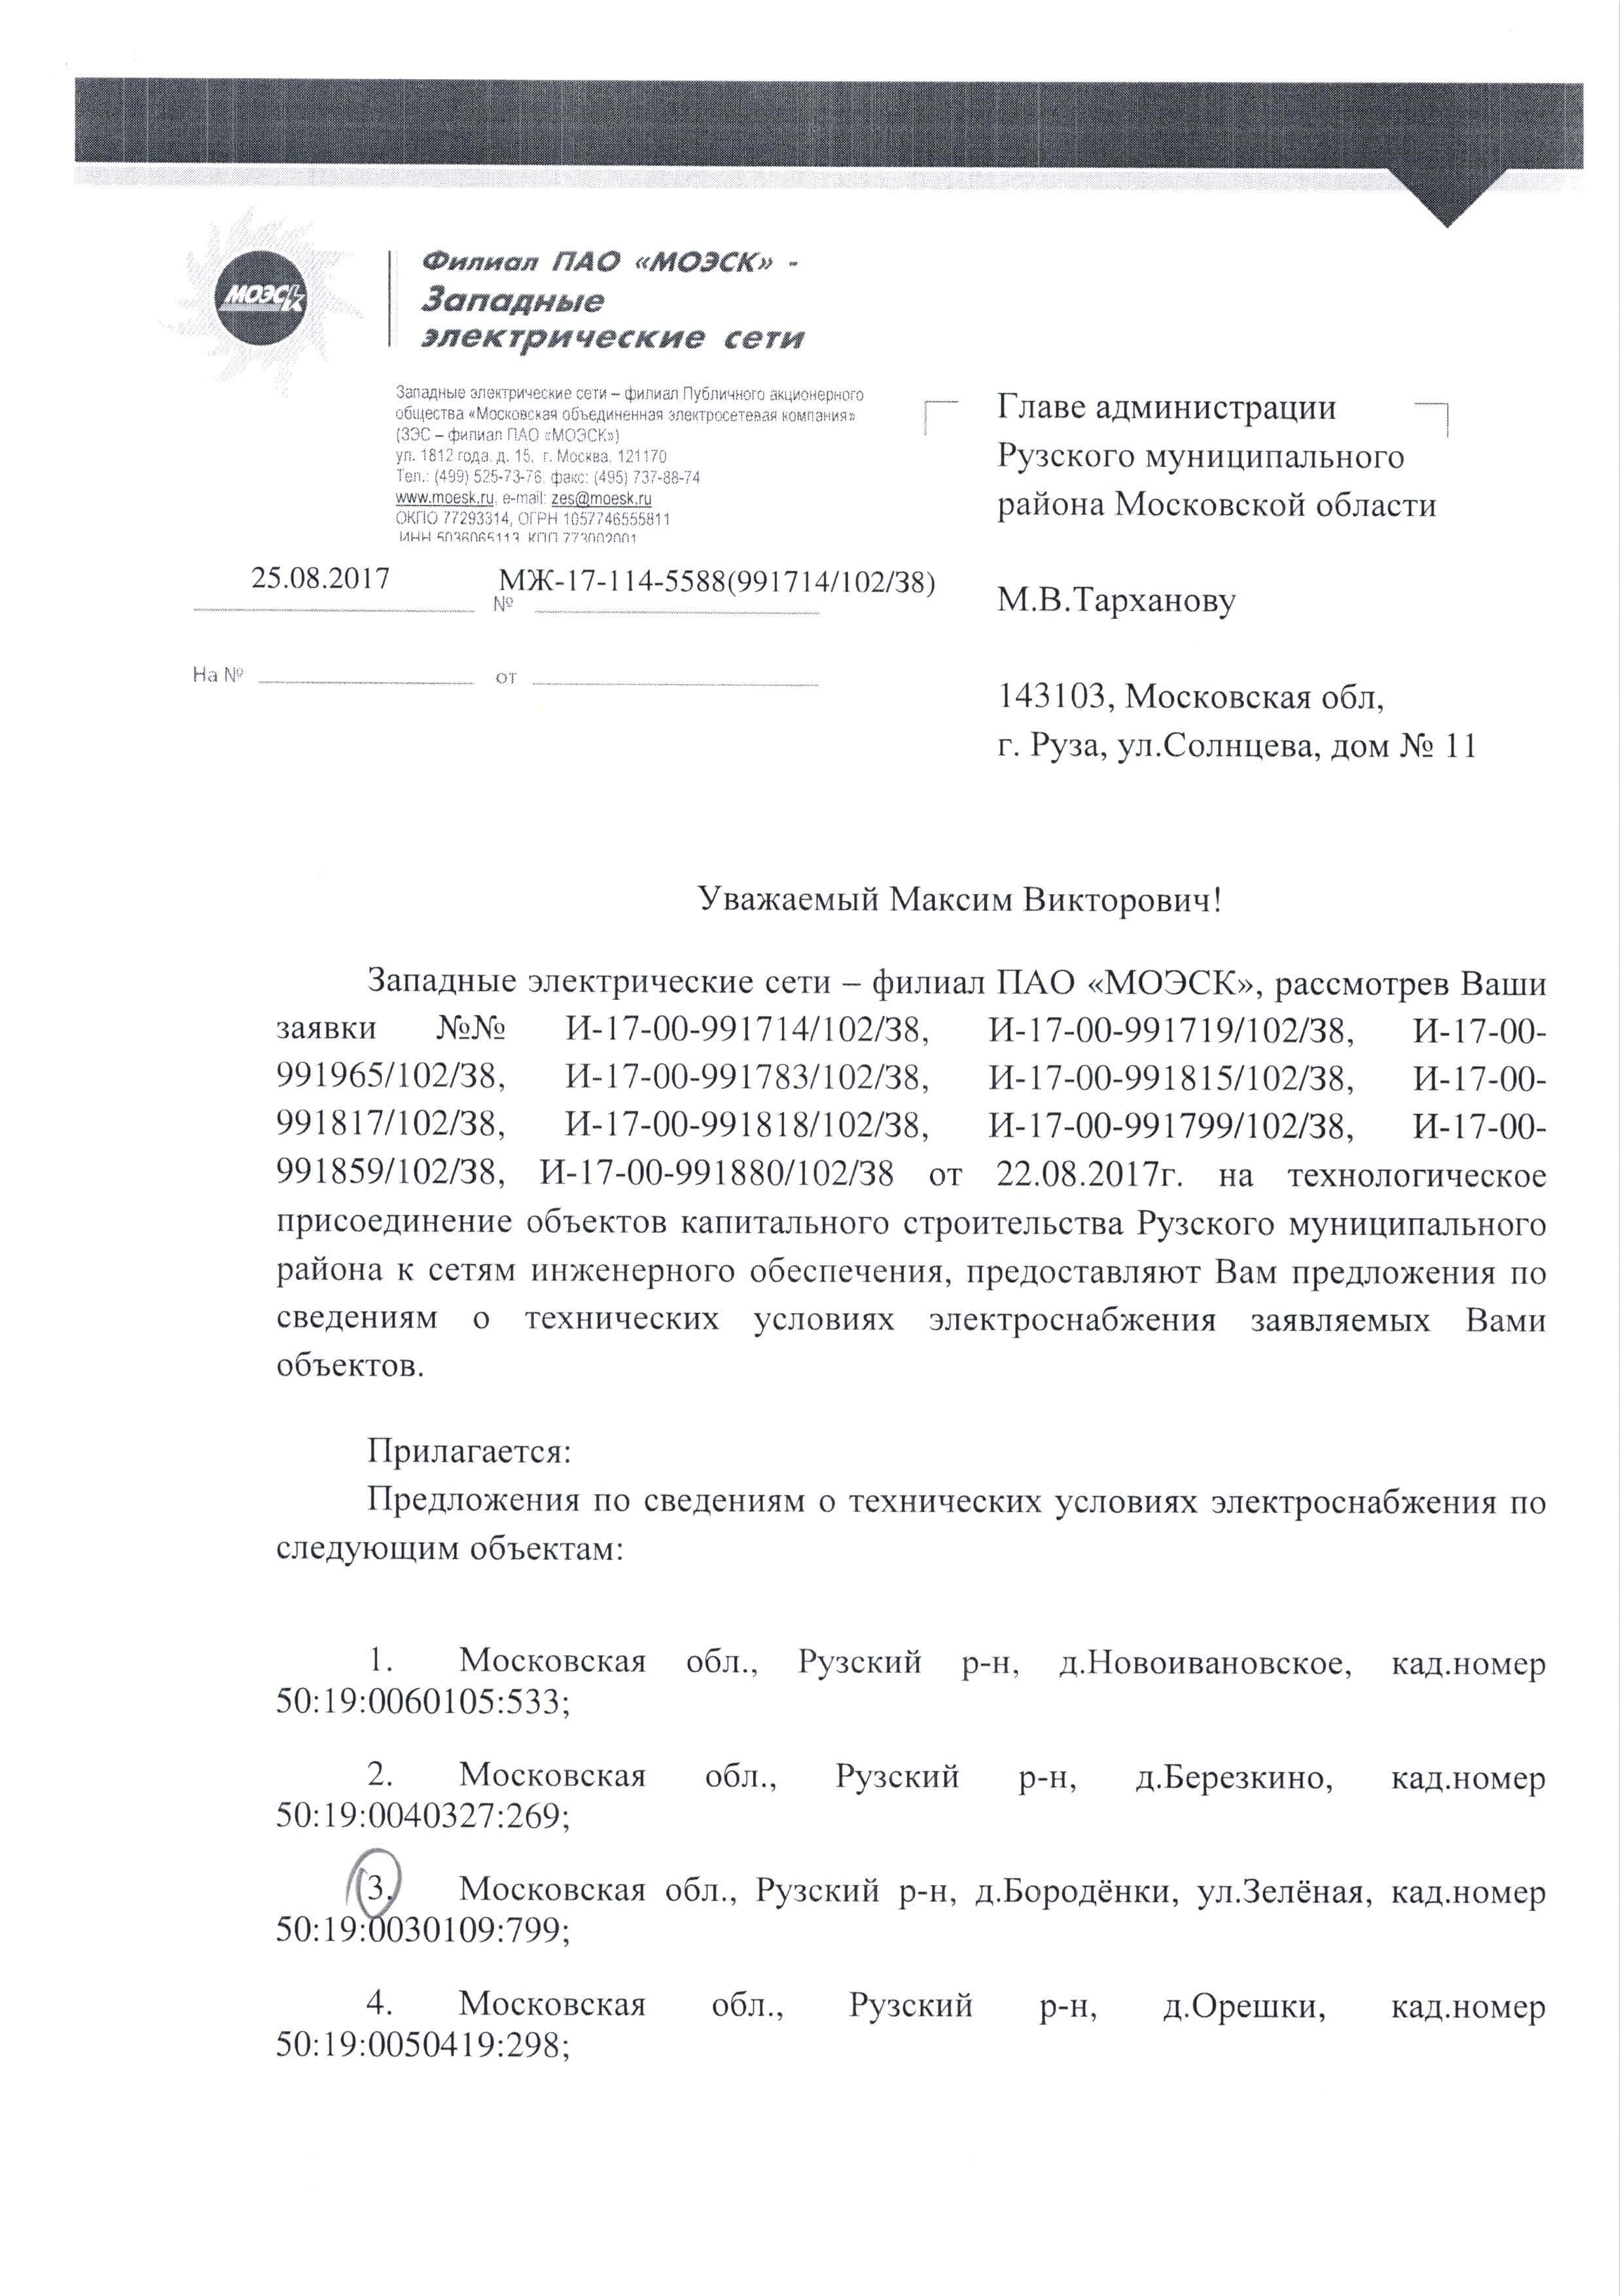 МОЭСК
Филиал ПАО «МОЭСК» -
Западные
электрические сети
Западные электрические сети – филиал Публичного акционерного
общества «Московская объединенная электросетевая компания»
(ЗЭС – филиал ПАО «МОЭСК»)
ул. 1812 года, д. 15, г. Москва, 121170
Тел.: (499) 525-73-76, факс: (495) 737-88-74
www.moesk.ru, e-mail: zes@moesk.ru
ОКПО 77293314, ОГРН 1057746555811
ИНН 5036065113, КПП 773002001
Главе администрации
Рузского муниципального
района Московской области
25.08.2017 МЖ-17-114-5588(991714/102/38)
№
М.В.Тарханову
На № от
143103, Московская обл,
г. Руза, ул.Солнцева, дом № 11
Уважаемый Максим Викторович!
Западные электрические сети – филиал ПАО «МОЭСК», рассмотрев Ваши
заявки №№ И-17-00-991714/102/38, И-17-00-991719/102/38, И-17-00-
991965/102/38, И-17-00-991783/102/38, И-17-00-991815/102/38, И-17-00-
991817/102/38, И-17-00-991818/102/38, И-17-00-991799/102/38, И-17-00-
991859/102/38, И-17-00-991880/102/38 от 22.08.2017г. на технологическое
присоединение объектов капитального строительства Рузского муниципального
района к сетям инженерного обеспечения, предоставляют Вам предложения по
сведениям о технических условиях электроснабжения заявляемых Вами
объектов.
Прилагается:
Предложения по сведениям о технических условиях электроснабжения по
следующим объектам:
1. Московская обл., Рузский р-н, д.Новоивановское, кад.номер
50:19:0060105:533;
2. Московская обл., Рузский р-н, д.Березкино, кад.номер
50:19:0040327:269;
3. Московская обл., Рузский р-н, д.Бородёнки, ул.Зелёная, кад.номер
50:19:0030109:799;
4. Московская обл., Рузский р-н, д.Орешки, кад.номер
50:19:0050419:298;